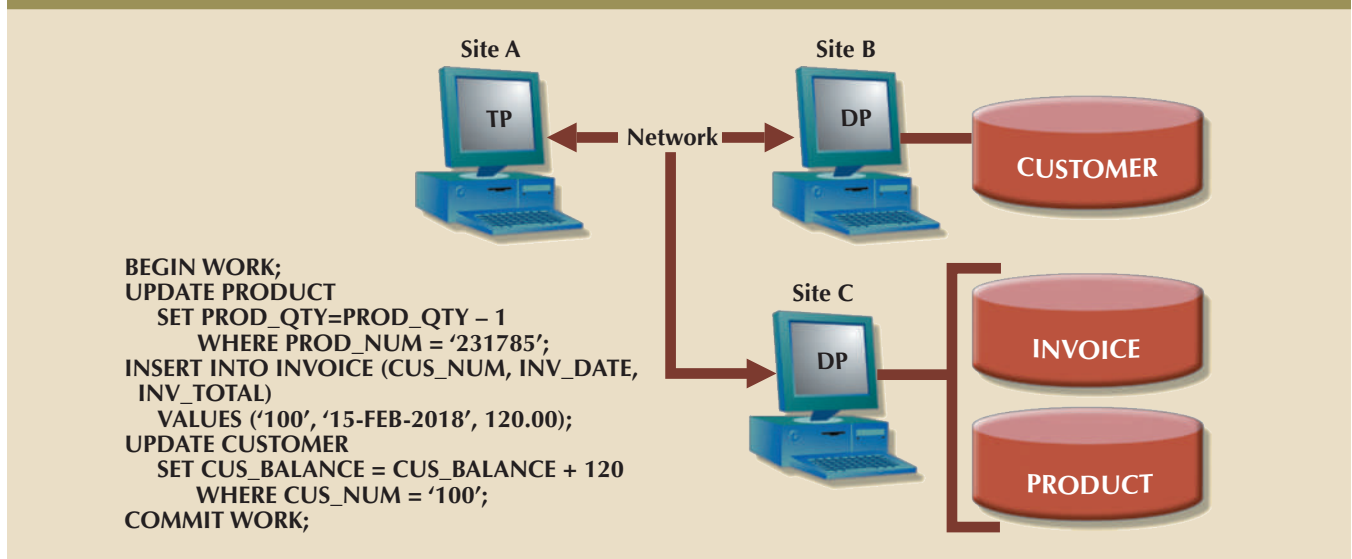 Site A
Site B
TP
Network
DP
CUSTOMER
BEGIN WORK;
UPDATE PRODUCT
SET PROD_QTY=PROD_QTY – 1
WHERE PROD_NUM = ‘231785’;
INSERT INTO INVOICE (CUS_NUM, INV_DATE,
INV_TOTAL)
VALUES (‘100’, ‘15-FEB-2018’, 120.00);
UPDATE CUSTOMER
SET CUS_BALANCE = CUS_BALANCE + 120
WHERE CUS_NUM = ‘100’;
COMMIT WORK;
Site C
DP
INVOICE
PRODUCT